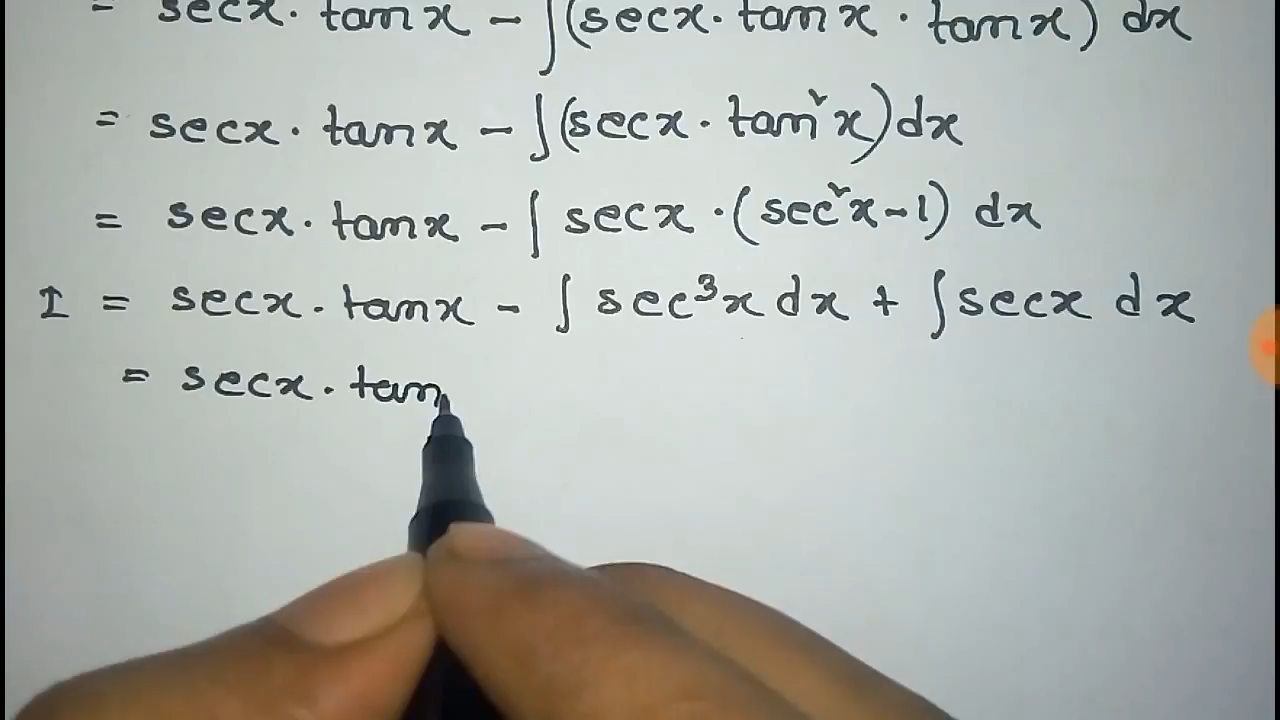 = secx · tanx - ∫(secx · tanx · tanx) dx
= secx · tanx - ∫(secx · tan²x)dx
= secx · tanx - ∫ secx · (sec²x-1) dx
I = secx · tanx - ∫ sec³x dx + ∫ secx dx
= secx · tan